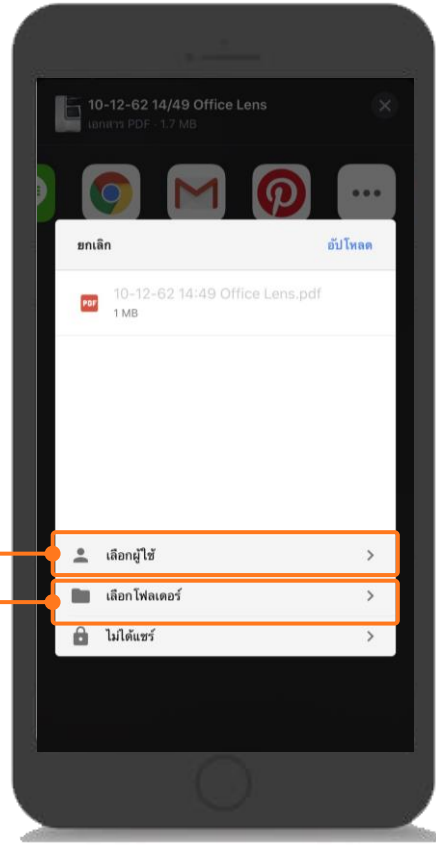 10-12-62 14/49 Office Lens
เอกสาร PDF - 1.7 MB
ยกเลิก
อัปโหลด
10-12-62 14:49 Office Lens.pdf
PDF
1 MB
เลือกผู้ใช้
เลือกโฟลเดอร์
ไม่ได้แชร์